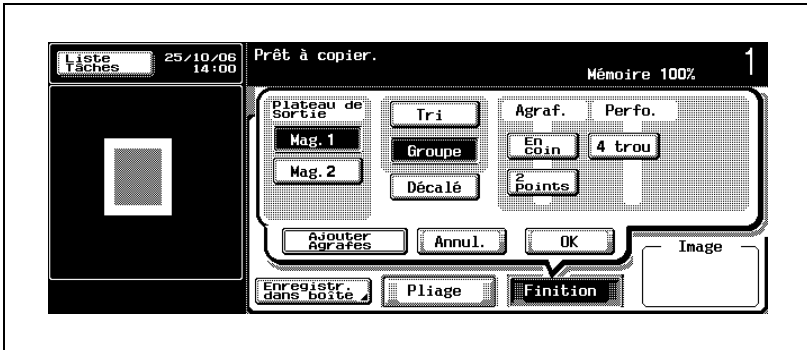 Liste
Tâches
25/10/06
14:00
Prêt à copier.
Mémoire 100%
1
Plateau de
Sortie
Mag. 1
Mag. 2
Tri
Groupe
Décalé
Agraf.
En
coin
2
points
Perfo.
4 trou
Ajouter
Agrafes
Annul.
OK
Image
Enregistr.
dans boîte
Pliage
Finition